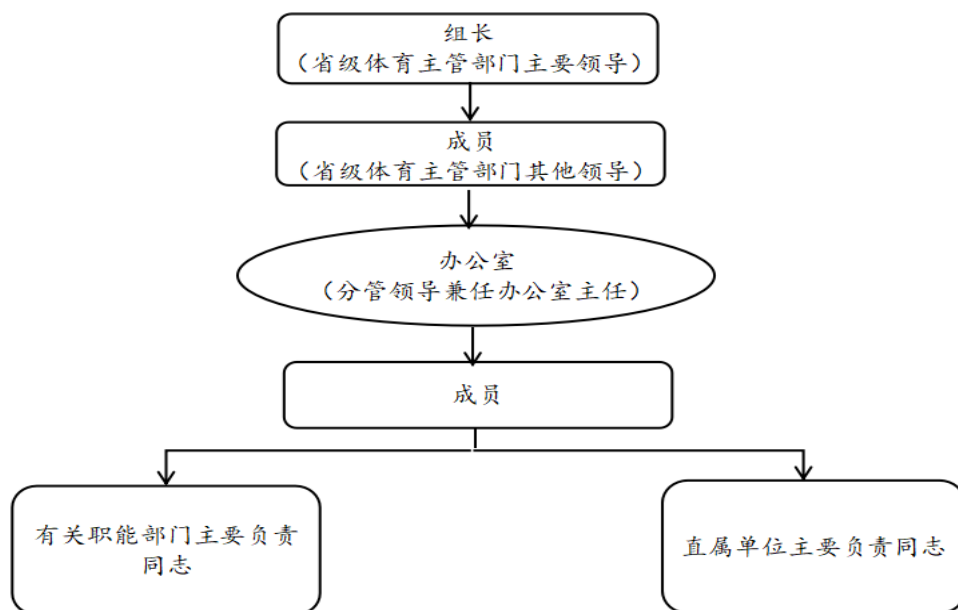 组长
（省级体育主管部门主要领导）
成员
（省级体育主管部门其他领导）
办公室
（分管领导兼任办公室主任）
成员
有关职能部门主要负责
同志
直属单位主要负责同志